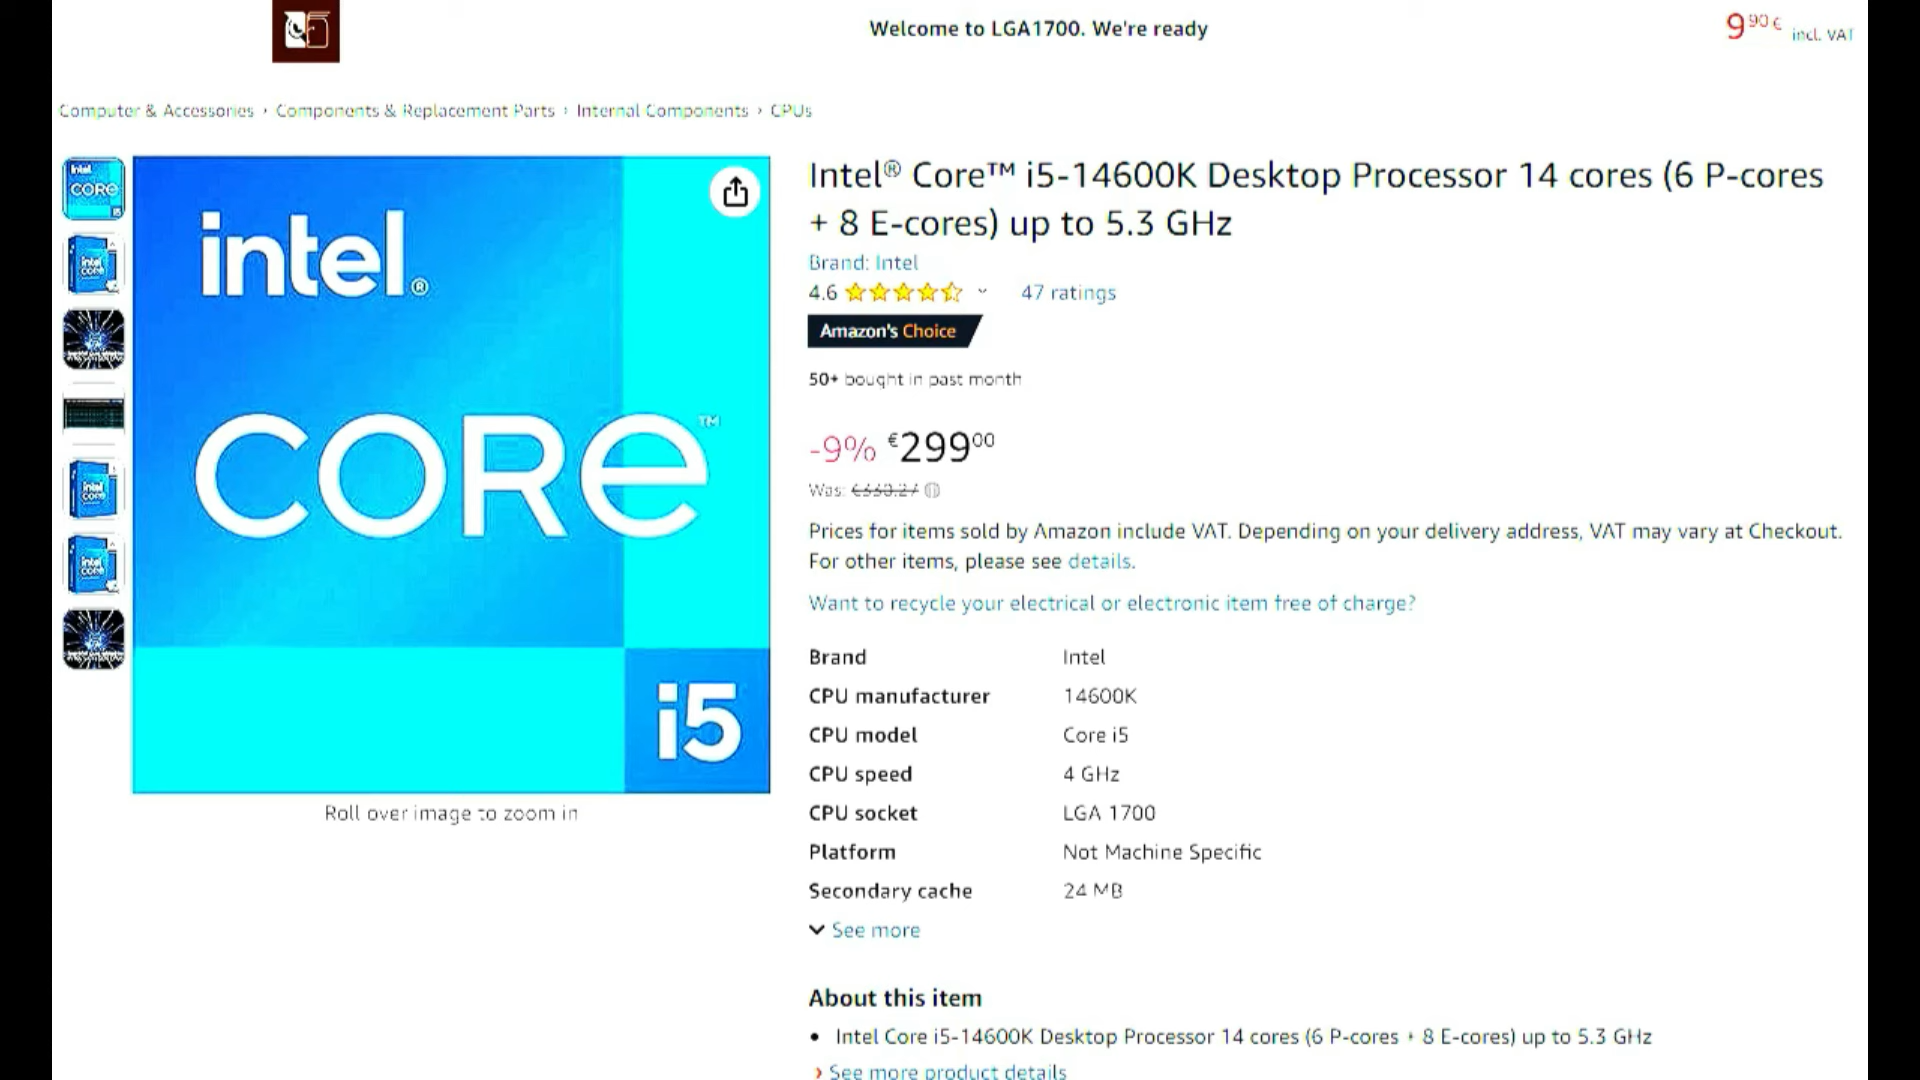 Welcome to LGA1700. We're ready
9 90 € incl. VAT
Computer & Accessories › Components & Replacement Parts › Internal Components › CPUs
intel®
CORE™
i5
Roll over image to zoom in
Intel® Core™ i5-14600K Desktop Processor 14 cores (6 P-cores
+ 8 E-cores) up to 5.3 GHz
Brand: Intel
4.6 47 ratings
Amazon's Choice
50+ bought in past month
-9% €299 00
Was:
Prices for items sold by Amazon include VAT. Depending on your delivery address, VAT may vary at Checkout.
For other items, please see details.
Want to recycle your electrical or electronic item free of charge?
Brand Intel
CPU manufacturer 14600K
CPU model Core i5
CPU speed 4 GHz
CPU socket LGA 1700
Platform Not Machine Specific
Secondary cache 24 MB
See more
About this item
• Intel Core i5-14600K Desktop Processor 14 cores (6 P-cores + 8 E-cores) up to 5.3 GHz
› See more product details